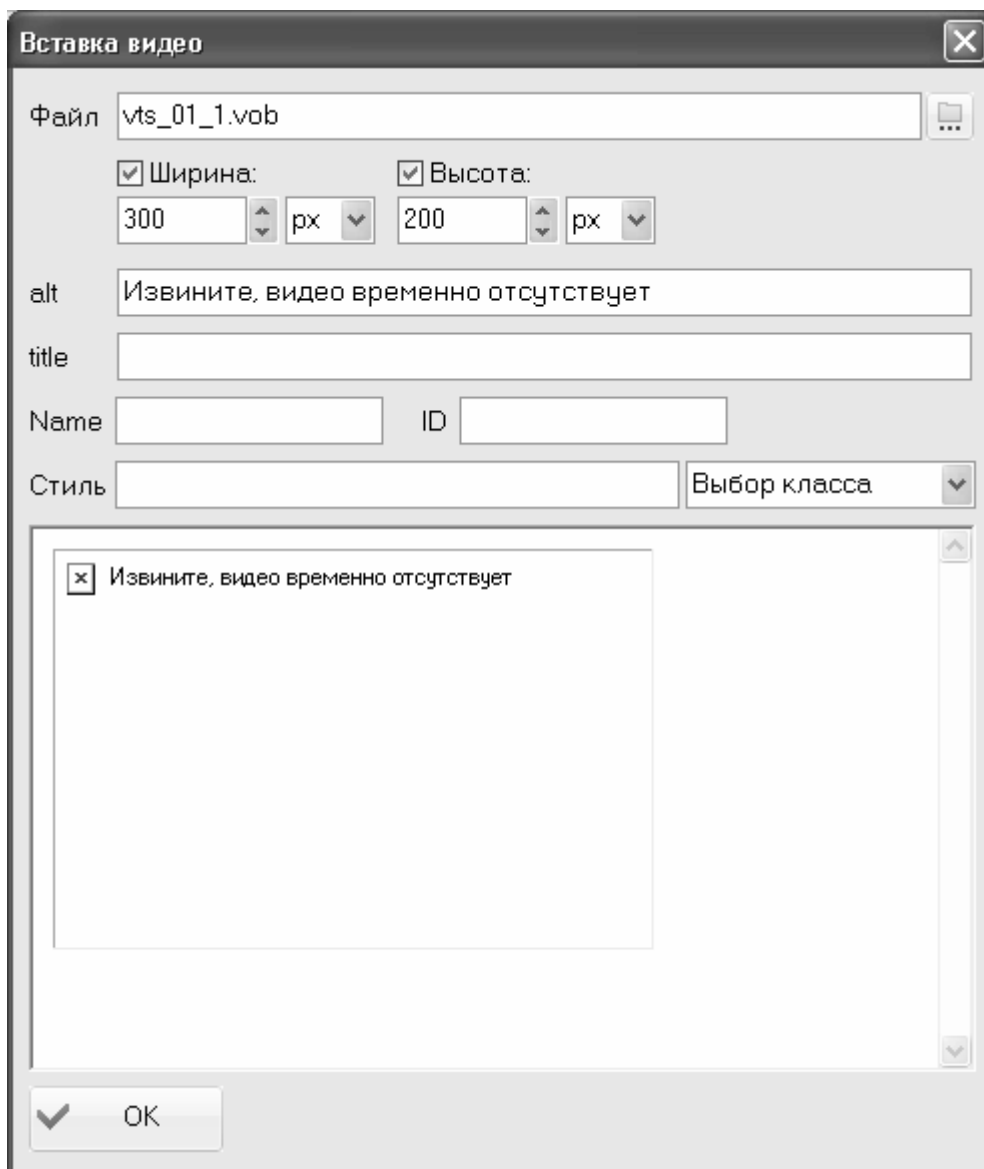 Вставка видео
Файл vts_01_1.vob
Ширина: Высота:
300 px 200 px
alt Извините, видео временно отсутствует
title
Name ID
Стиль Выбор класса
Извините, видео временно отсутствует
OK